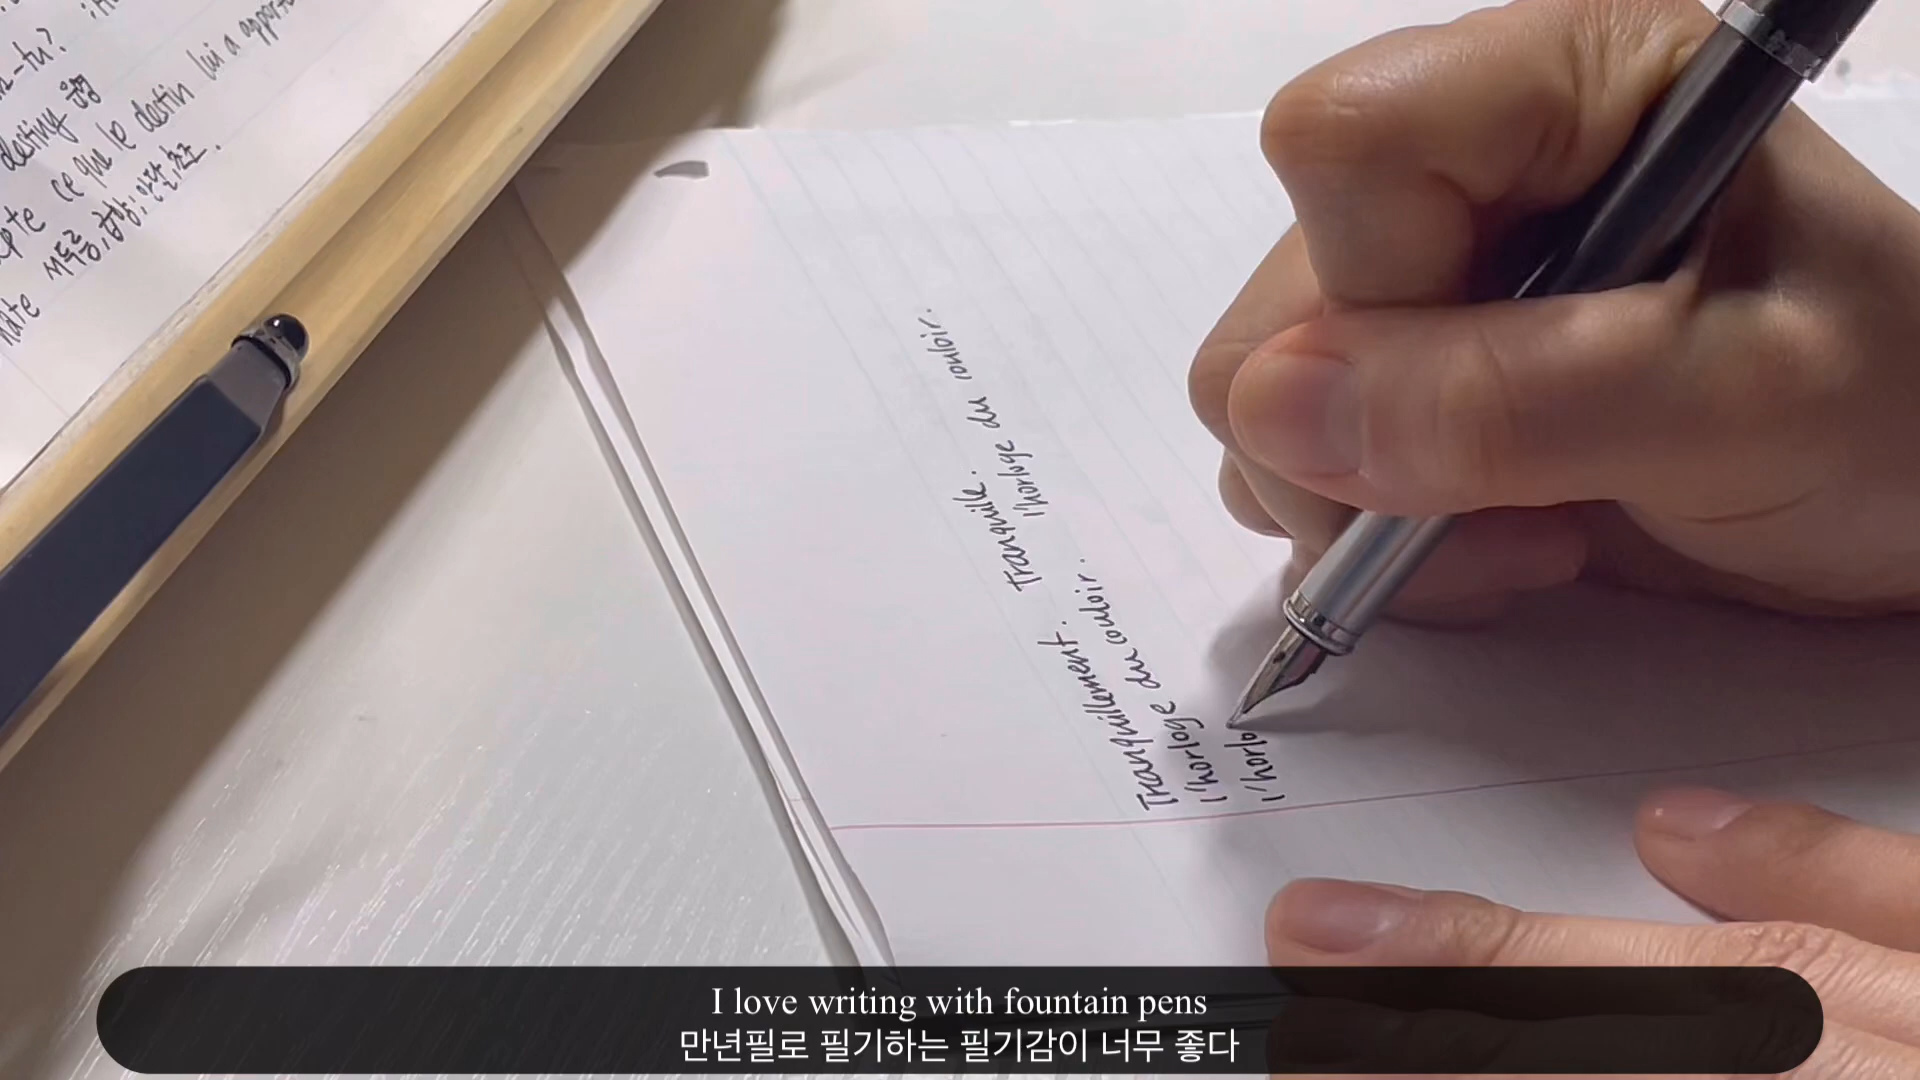 -tu?
destiny 운명
ce que le destin lui a
Tranquille.
l'horloge du couloir.
Tranquillement.
l'horloge du couloir.
l'horlo
I love writing with fountain pens
만년필로 필기하는 필기감이 너무 좋다